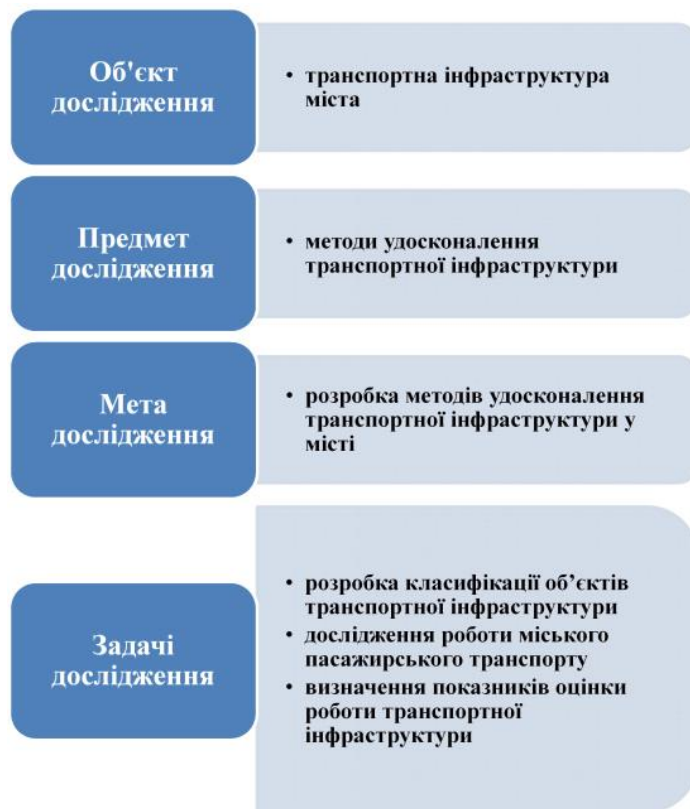 Об'єкт
дослідження
• транспортна інфраструктура
міста
Предмет
дослідження
• методи удосконалення
транспортної інфраструктури
Мета
дослідження
• розробка методів удосконалення
транспортної інфраструктури у
місті
Задачі
дослідження
• розробка класифікації об’єктів
транспортної інфраструктури
• дослідження роботи міського
пасажирського транспорту
• визначення показників оцінки
роботи транспортної
інфраструктури